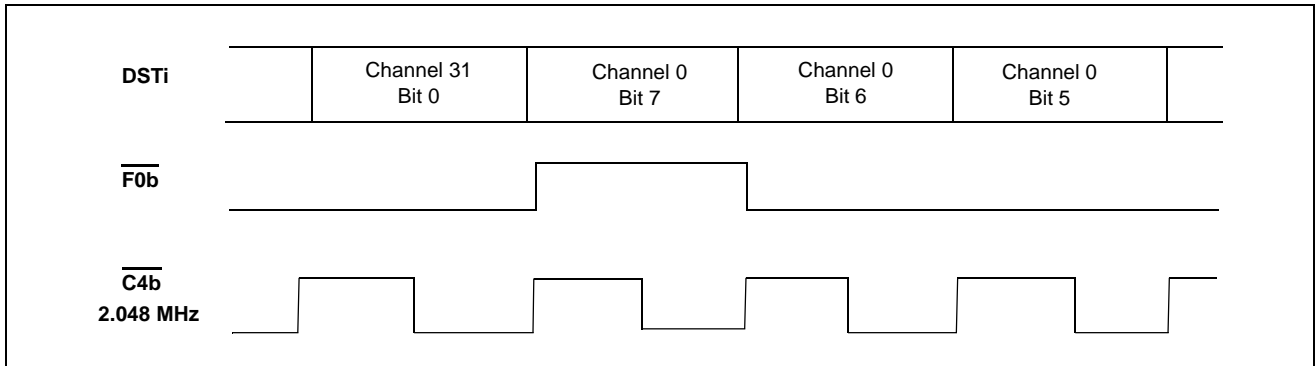 DSTi
Channel 31
Bit 0
Channel 0
Bit 7
Channel 0
Bit 6
Channel 0
Bit 5
F0b
C4b
2.048 MHz